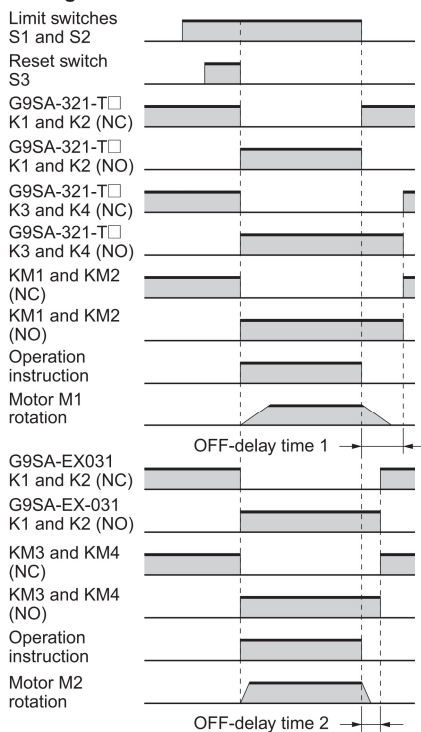 Limit switches
S1 and S2
Reset switch
S3
G9SA-321-T□
K1 and K2 (NC)
G9SA-321-T□
K1 and K2 (NO)
G9SA-321-T□
K3 and K4 (NC)
G9SA-321-T□
K3 and K4 (NO)
KM1 and KM2
(NC)
KM1 and KM2
(NO)
Operation
instruction
Motor M1
rotation
OFF-delay time 1
G9SA-EX031
K1 and K2 (NC)
G9SA-EX-031
K1 and K2 (NO)
KM3 and KM4
(NC)
KM3 and KM4
(NO)
Operation
instruction
Motor M2
rotation
OFF-delay time 2